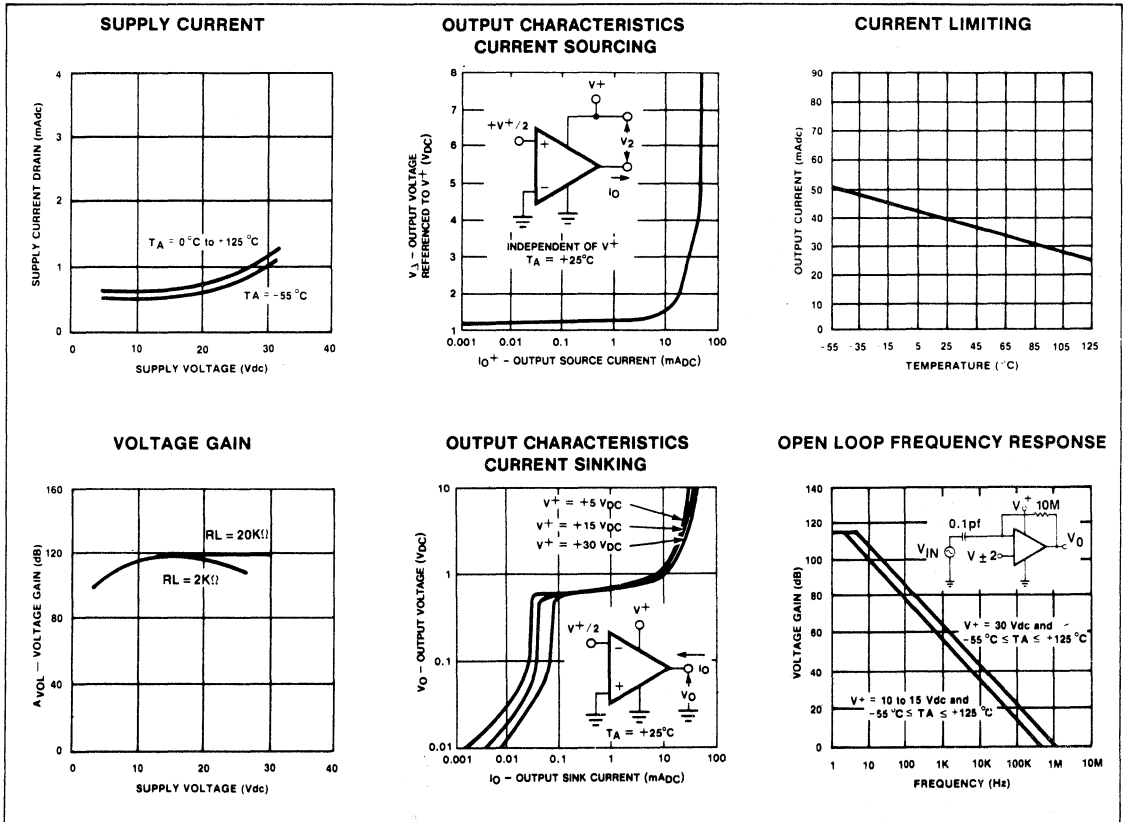 SUPPLY CURRENT
SUPPLY CURRENT DRAIN (mAdc)
4
3
2
1
0
TA = 0°C to +125°C
TA = -55°C
0 10 20 30 40
SUPPLY VOLTAGE (Vdc)
OUTPUT CHARACTERISTICS
CURRENT SOURCING
VΔ - OUTPUT VOLTAGE
REFERENCED TO V+ (VDC)
8
7
6
5
4
3
2
1
V+
+V+/2
+
-
V2
IO
INDEPENDENT OF V+
TA = +25°C
0.001 0.01 0.1 1 10 100
IO+ - OUTPUT SOURCE CURRENT (mADC)
CURRENT LIMITING
OUTPUT CURRENT (mAdc)
90
80
70
60
50
40
30
20
10
0
-55 -35 -15 5 25 45 65 85 105 125
TEMPERATURE (°C)
VOLTAGE GAIN
AVOL — VOLTAGE GAIN (dB)
160
120
80
40
0
RL = 20KΩ
RL = 2KΩ
0 10 20 30 40
SUPPLY VOLTAGE (Vdc)
OUTPUT CHARACTERISTICS
CURRENT SINKING
VO - OUTPUT VOLTAGE (VDC)
10
1
0.1
0.01
V+ = +5 VDC
V+ = +15 VDC
V+ = +30 VDC
V+
V+/2
-
+
IO
VO
TA = +25°C
0.001 0.01 0.1 1 10 100
IO - OUTPUT SINK CURRENT (mADC)
OPEN LOOP FREQUENCY RESPONSE
VOLTAGE GAIN (dB)
140
120
100
80
60
40
20
0
V+
10M
0.1pf
VIN
V±2
VO
V+ = 30 Vdc and
-55°C ≤ TA ≤ +125°C
V+ = 10 to 15 Vdc and
-55°C ≤ TA ≤ +125°C
1 10 100 1K 10K 100K 1M 10M
FREQUENCY (Hz)